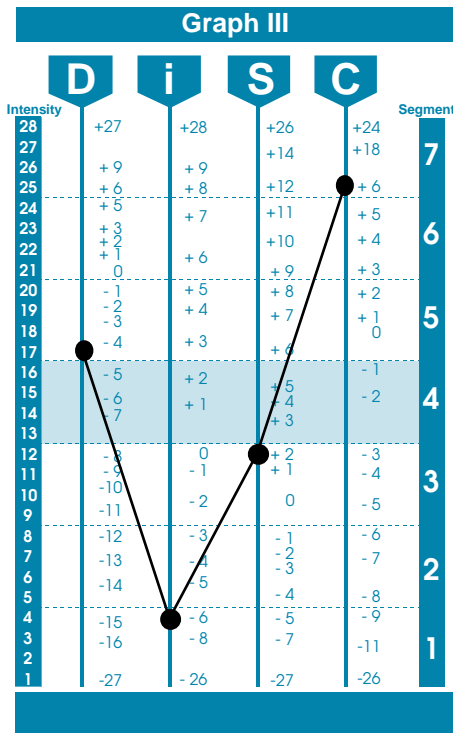 Graph III
D i S C
Intensity Segment
28 +27 +28 +26 +24
27 +14 +18 7
26 + 9 + 9
25 + 6 + 8 +12 + 6
24 + 5 + 7 +11 + 5
23 + 3 6
22 + 2 +10 + 4
+ 1 + 6
21 0 + 9 + 3
20 - 1 + 5 + 8 + 2
19 - 2 + 4 + 7 + 1 5
18 - 3 0
17 - 4 + 3 + 6
16 - 5 + 2 - 1
15 - 6 + 1 + 5 - 2 4
14 - 7 + 4
13 + 3
12 - 8 0 + 2 - 3
11 - 9 - 1 + 1 - 4 3
10 -10 - 2 0 - 5
9 -11
8 -12 - 3 - 1 - 6
7 -13 - 4 - 2 - 7 2
6 -14 - 5 - 3
5 - 4 - 8
4 -15 - 6 - 5 - 9
3 -16 - 8 - 7 -11 1
2
1 -27 - 26 -27 -26